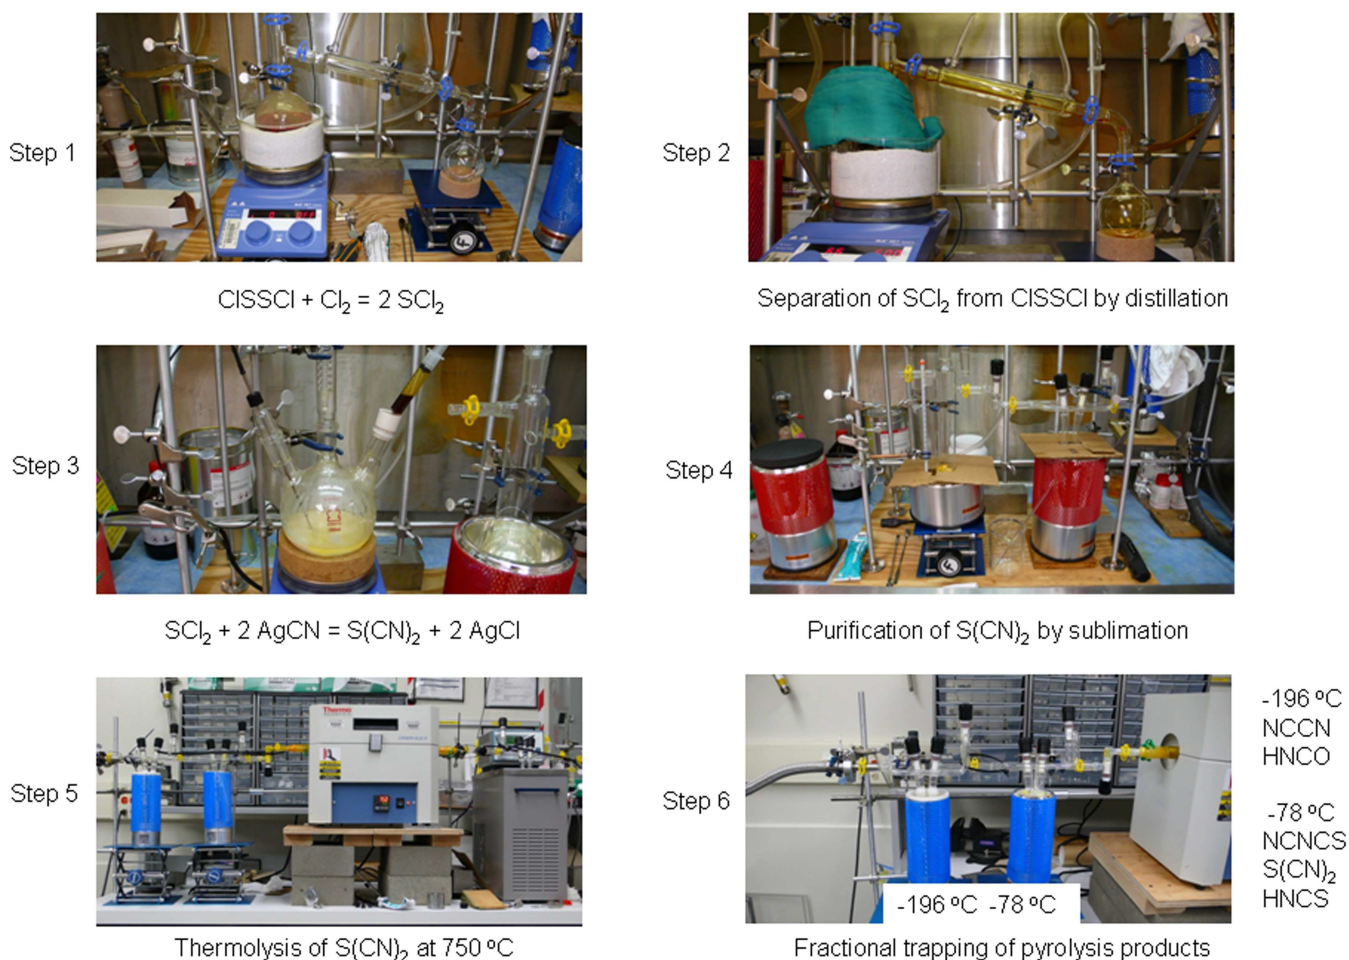 Step 1
ClSSCl + Cl₂ = 2 SCl₂
Step 2
Separation of SCl₂ from ClSSCl by distillation
Step 3
SCl₂ + 2 AgCN = S(CN)₂ + 2 AgCl
Step 4
Purification of S(CN)₂ by sublimation
Step 5
Thermo
Thermolysis of S(CN)₂ at 750 ºC
Step 6
-196 ºC -78 ºC
Fractional trapping of pyrolysis products
-196 ºC
NCCN
HNCO
-78 ºC
NCNCS
S(CN)₂
HNCS